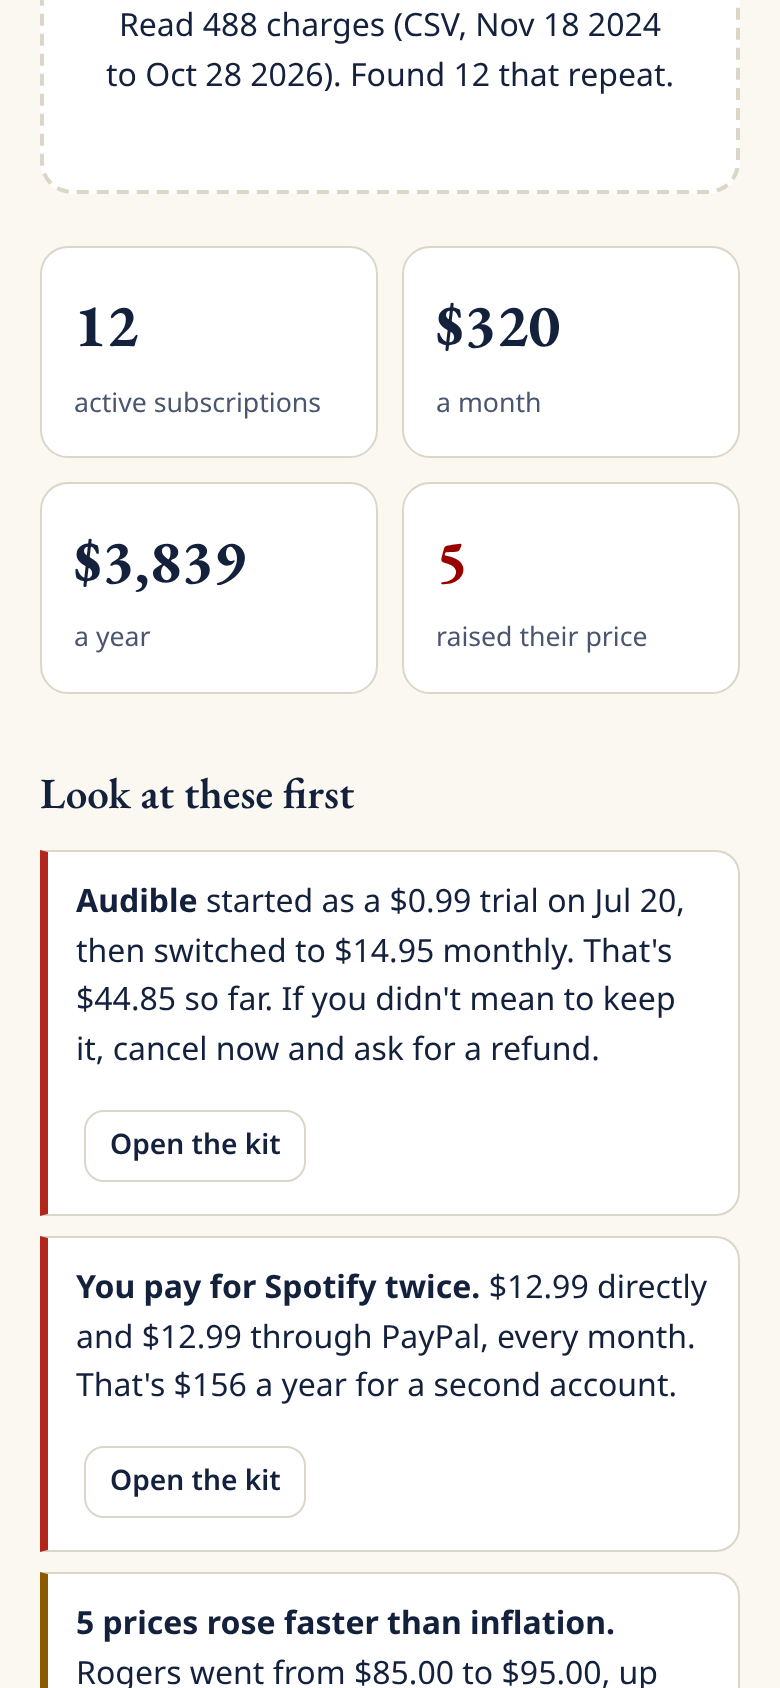 Read 488 charges (CSV, Nov 18 2024
to Oct 28 2026). Found 12 that repeat.
12
active subscriptions
$320
a month
$3,839
a year
5
raised their price
Look at these first
Audible started as a $0.99 trial on Jul 20,
then switched to $14.95 monthly. That's
$44.85 so far. If you didn't mean to keep
it, cancel now and ask for a refund.
Open the kit
You pay for Spotify twice. $12.99 directly
and $12.99 through PayPal, every month.
That's $156 a year for a second account.
Open the kit
5 prices rose faster than inflation.
Rogers went from $85.00 to $95.00, up